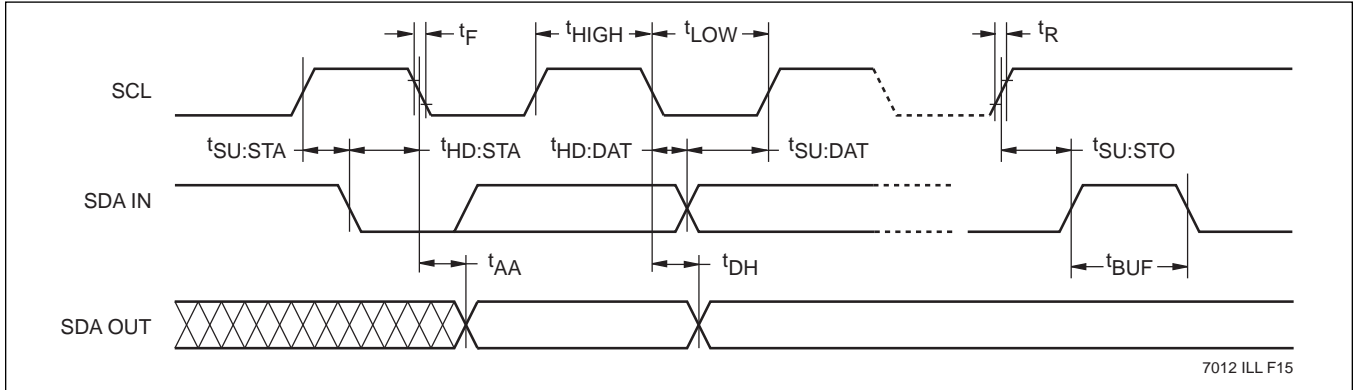 tF
tHIGH
tLOW
tR
SCL
tSU:STA
tHD:STA
tHD:DAT
tSU:DAT
tSU:STO
SDA IN
tAA
tDH
tBUF
SDA OUT
7012 ILL F15